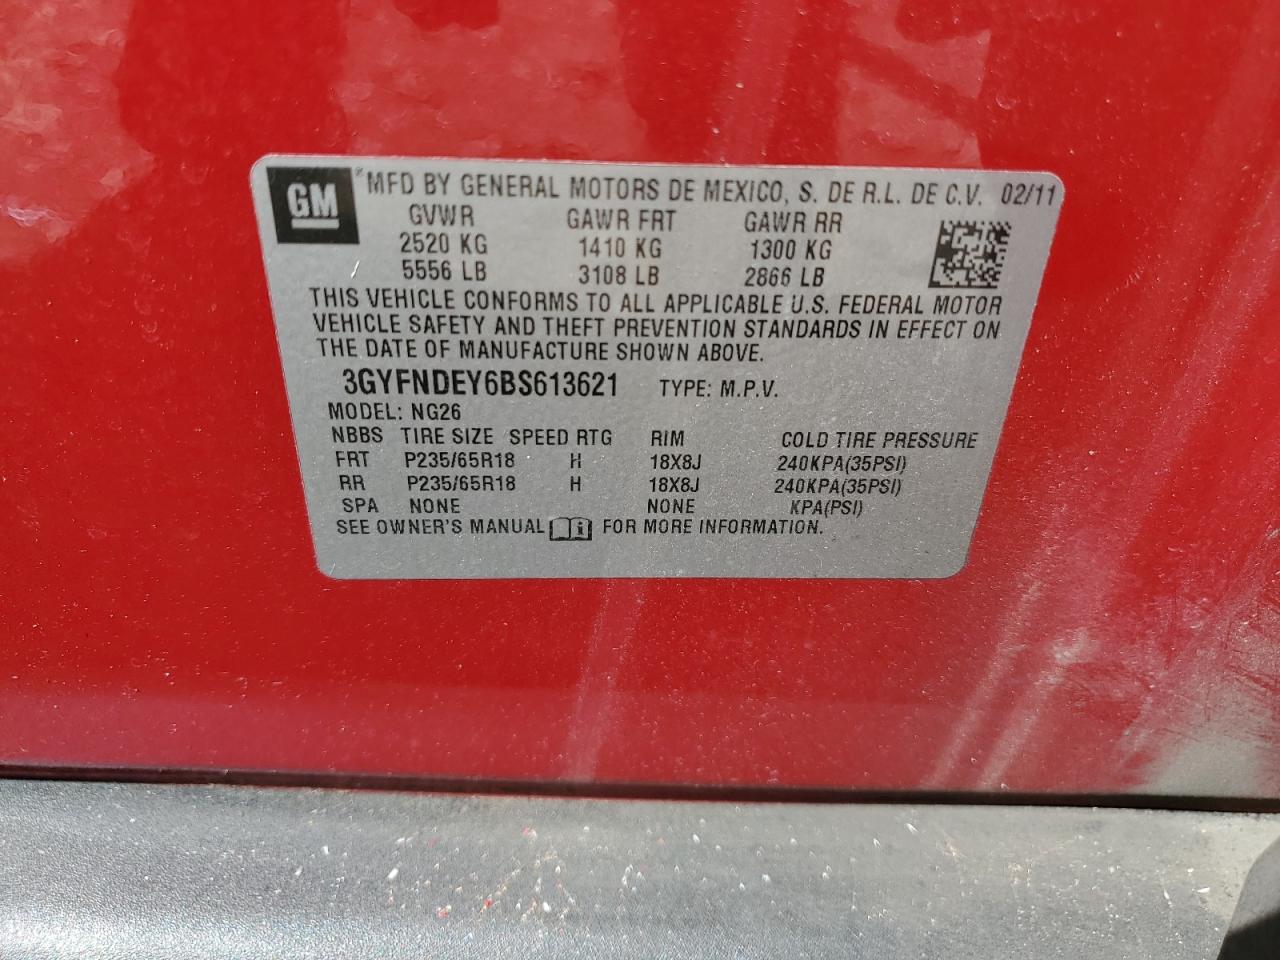 GM
MFD BY GENERAL MOTORS DE MEXICO, S. DE R.L. DE C.V. 02/11
GVWR GAWR FRT GAWR RR
2520 KG 1410 KG 1300 KG
5556 LB 3108 LB 2866 LB
THIS VEHICLE CONFORMS TO ALL APPLICABLE U.S. FEDERAL MOTOR
VEHICLE SAFETY AND THEFT PREVENTION STANDARDS IN EFFECT ON
THE DATE OF MANUFACTURE SHOWN ABOVE.
3GYFNDEY6BS613621 TYPE: M.P.V.
MODEL: NG26
NBBS TIRE SIZE SPEED RTG RIM COLD TIRE PRESSURE
FRT P235/65R18 H 18X8J 240KPA(35PSI)
RR P235/65R18 H 18X8J 240KPA(35PSI)
SPA NONE NONE KPA(PSI)
SEE OWNER'S MANUAL i FOR MORE INFORMATION.